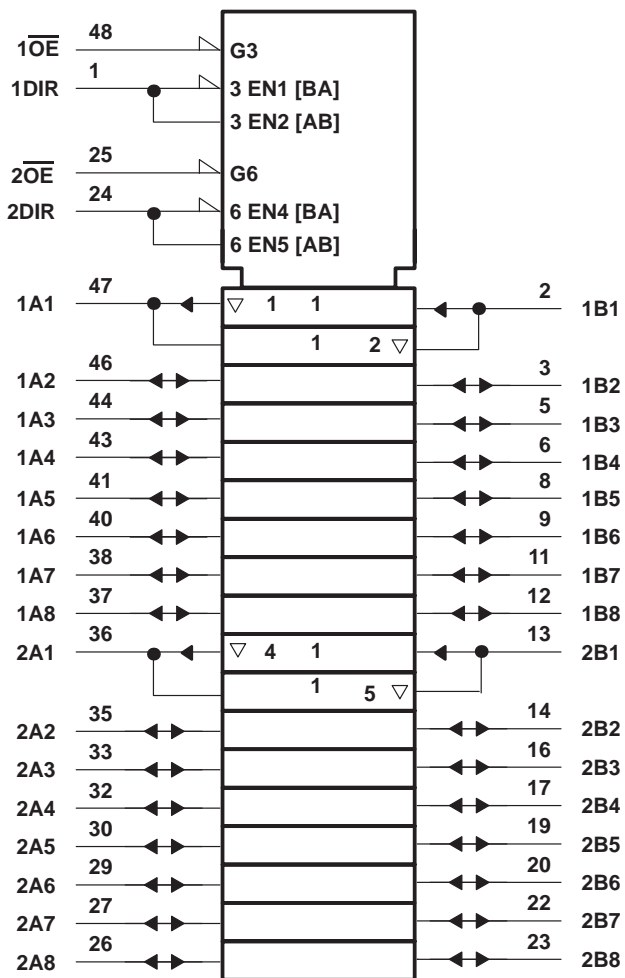 1OE 48 G3
1DIR 1 3 EN1 [BA]
3 EN2 [AB]
2OE 25 G6
2DIR 24 6 EN4 [BA]
6 EN5 [AB]
1A1 47 1 1 2 1B1
1 2
1A2 46 3 1B2
1A3 44 5 1B3
1A4 43 6 1B4
1A5 41 8 1B5
1A6 40 9 1B6
1A7 38 11 1B7
1A8 37 12 1B8
2A1 36 4 1 13 2B1
1 5
2A2 35 14 2B2
2A3 33 16 2B3
2A4 32 17 2B4
2A5 30 19 2B5
2A6 29 20 2B6
2A7 27 22 2B7
2A8 26 23 2B8